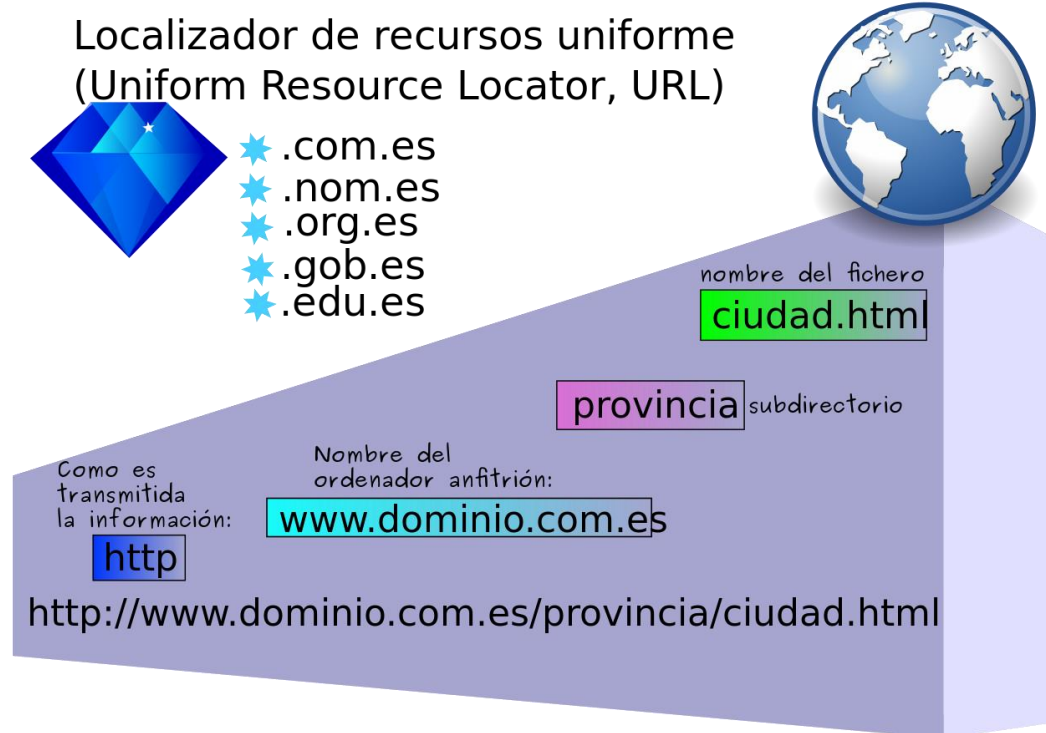 Localizador de recursos uniforme
(Uniform Resource Locator, URL)
.com.es
.nom.es
.org.es
.gob.es
.edu.es
nombre del fichero
ciudad.html
provincia
subdirectorio
Nombre del
ordenador anfitrión:
www.dominio.com.es
Como es
transmitida
la información:
http
http://www.dominio.com.es/provincia/ciudad.html